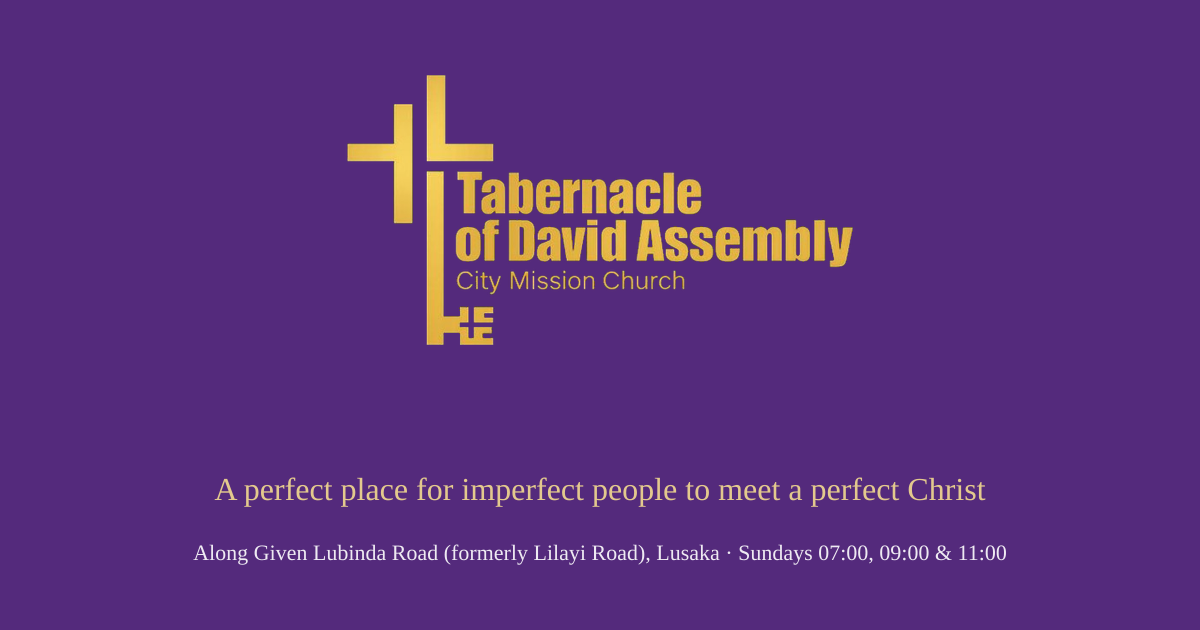 Tabernacle
of David Assembly
City Mission Church
A perfect place for imperfect people to meet a perfect Christ
Along Given Lubinda Road (formerly Lilayi Road), Lusaka · Sundays 07:00, 09:00 & 11:00